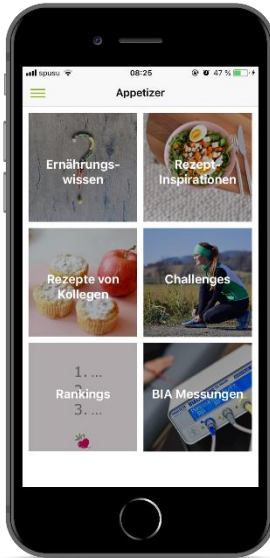 spusu 08:25 47 %
Appetizer
Ernährungs-
wissen
Rezept-
Inspirationen
Rezepte von
Kollegen
Challenges
1. ...
2. ...
3. ...
Rankings
BIA Messungen